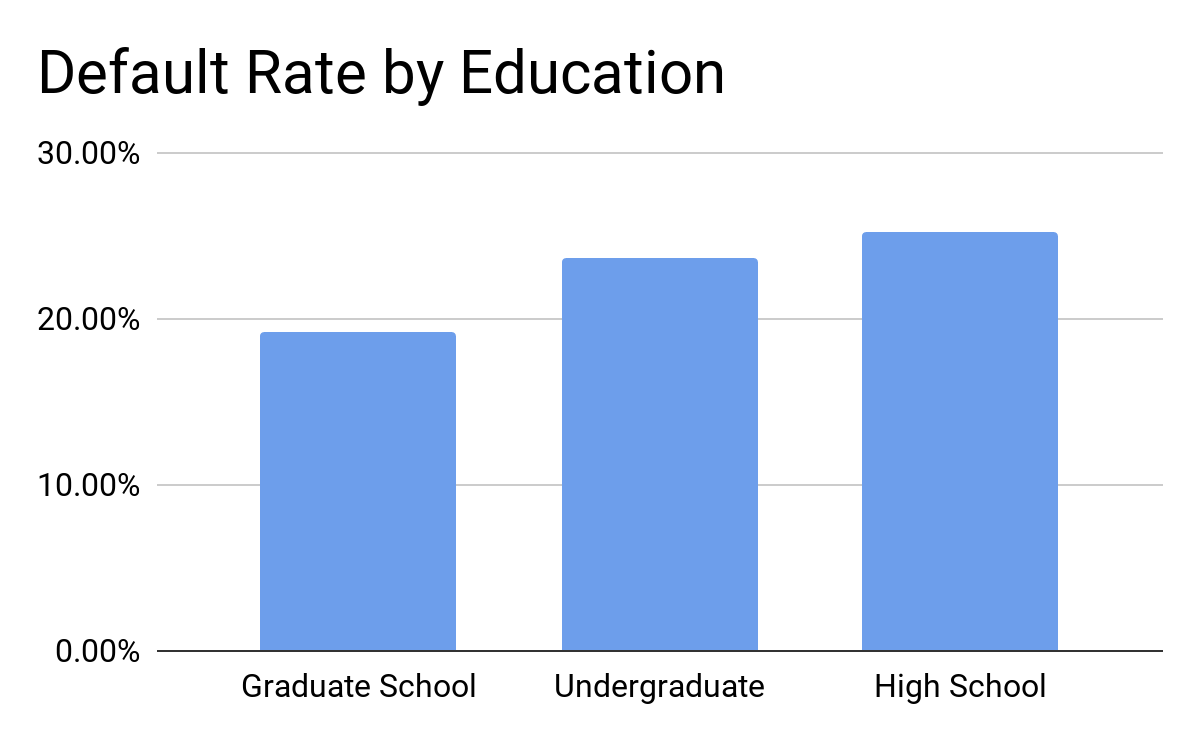 Default Rate by Education
30.00%
20.00%
10.00%
0.00%
Graduate School
Undergraduate
High School